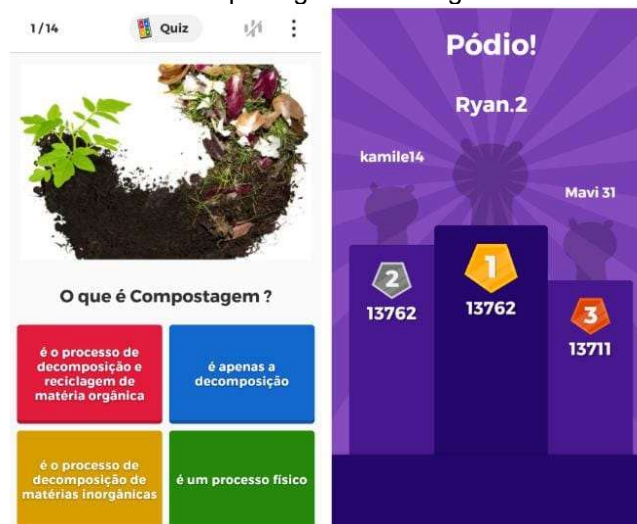 1/14
Quiz
O que é Compostagem ?
é o processo de
decomposição e
reciclagem de
matéria orgânica
é apenas a
decomposição
é o processo de
decomposição de
matérias inorgânicas
é um processo físico
Pódio!
Ryan.2
kamile14
Mavi 31
2
13762
1
13762
3
13711